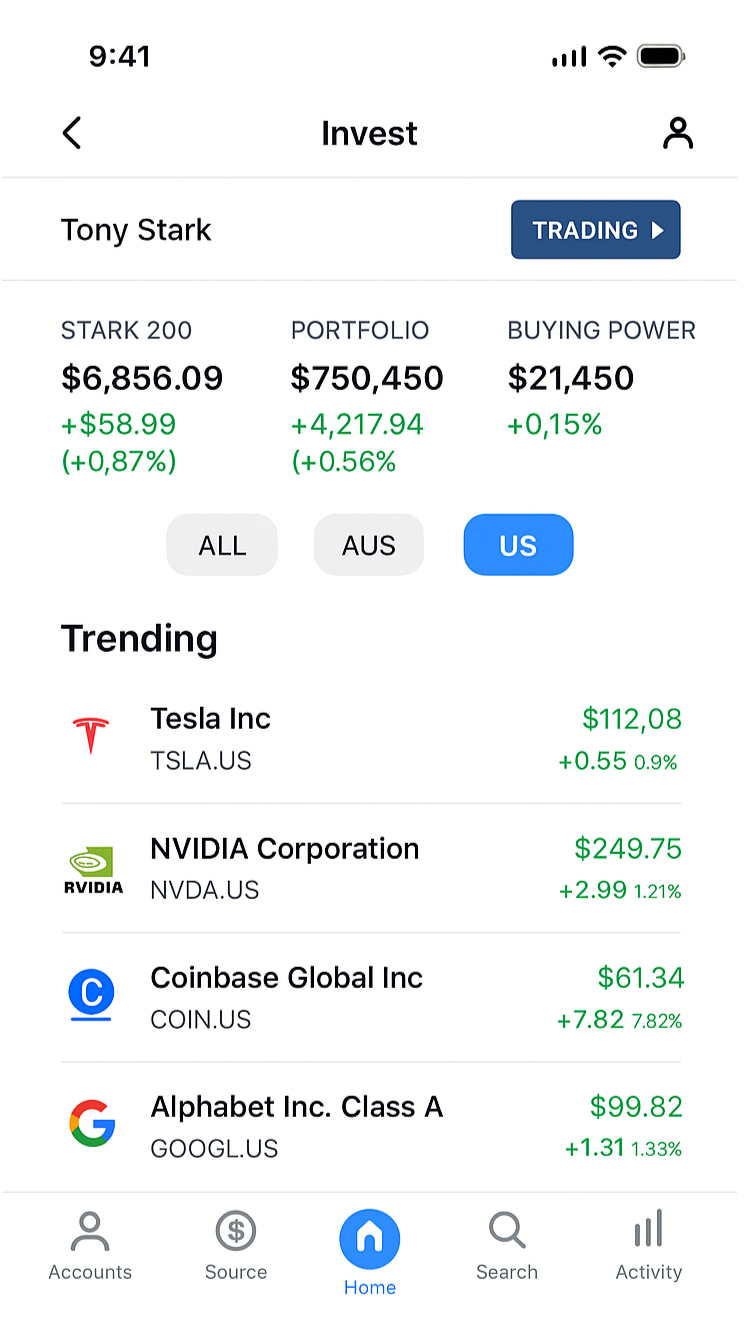 9:41
Invest
Tony Stark
TRADING
STARK 200 PORTFOLIO BUYING POWER
$6,856.09 $750,450 $21,450
+$58.99 +4,217.94 +0,15%
(+0,87%) (+0.56%
ALL AUS US
Trending
Tesla Inc $112,08
TSLA.US +0.55 0.9%
NVIDIA Corporation $249.75
RVIDIA NVDA.US +2.99 1.21%
Coinbase Global Inc $61.34
C COIN.US +7.82 7.82%
Alphabet Inc. Class A $99.82
G GOOGL.US +1.31 1.33%
Accounts Source Home Search Activity